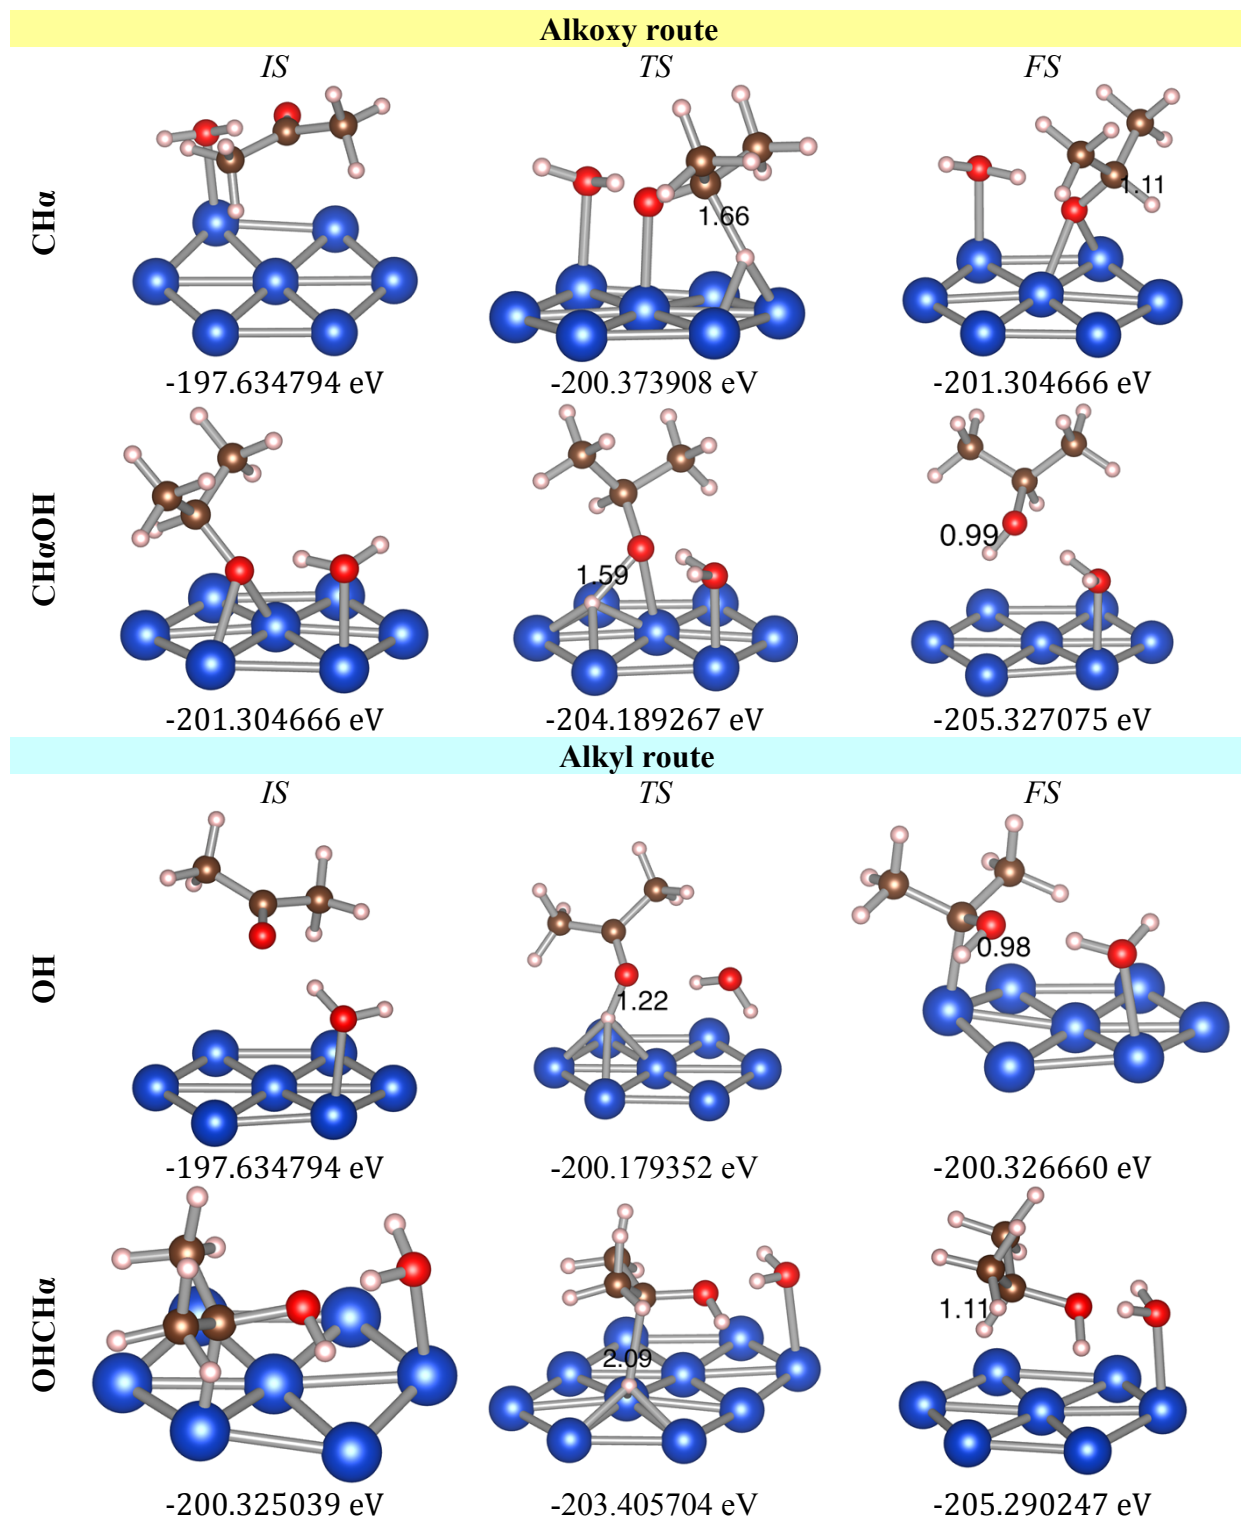 Alkoxy route
IS TS FS
CHα
1.66
1.11
-197.634794 eV -200.373908 eV -201.304666 eV
CHαOH
1.59
0.99
-201.304666 eV -204.189267 eV -205.327075 eV
Alkyl route
IS TS FS
OH
1.22
0.98
-197.634794 eV -200.179352 eV -200.326660 eV
OHCHα
2.09
1.11
-200.325039 eV -203.405704 eV -205.290247 eV